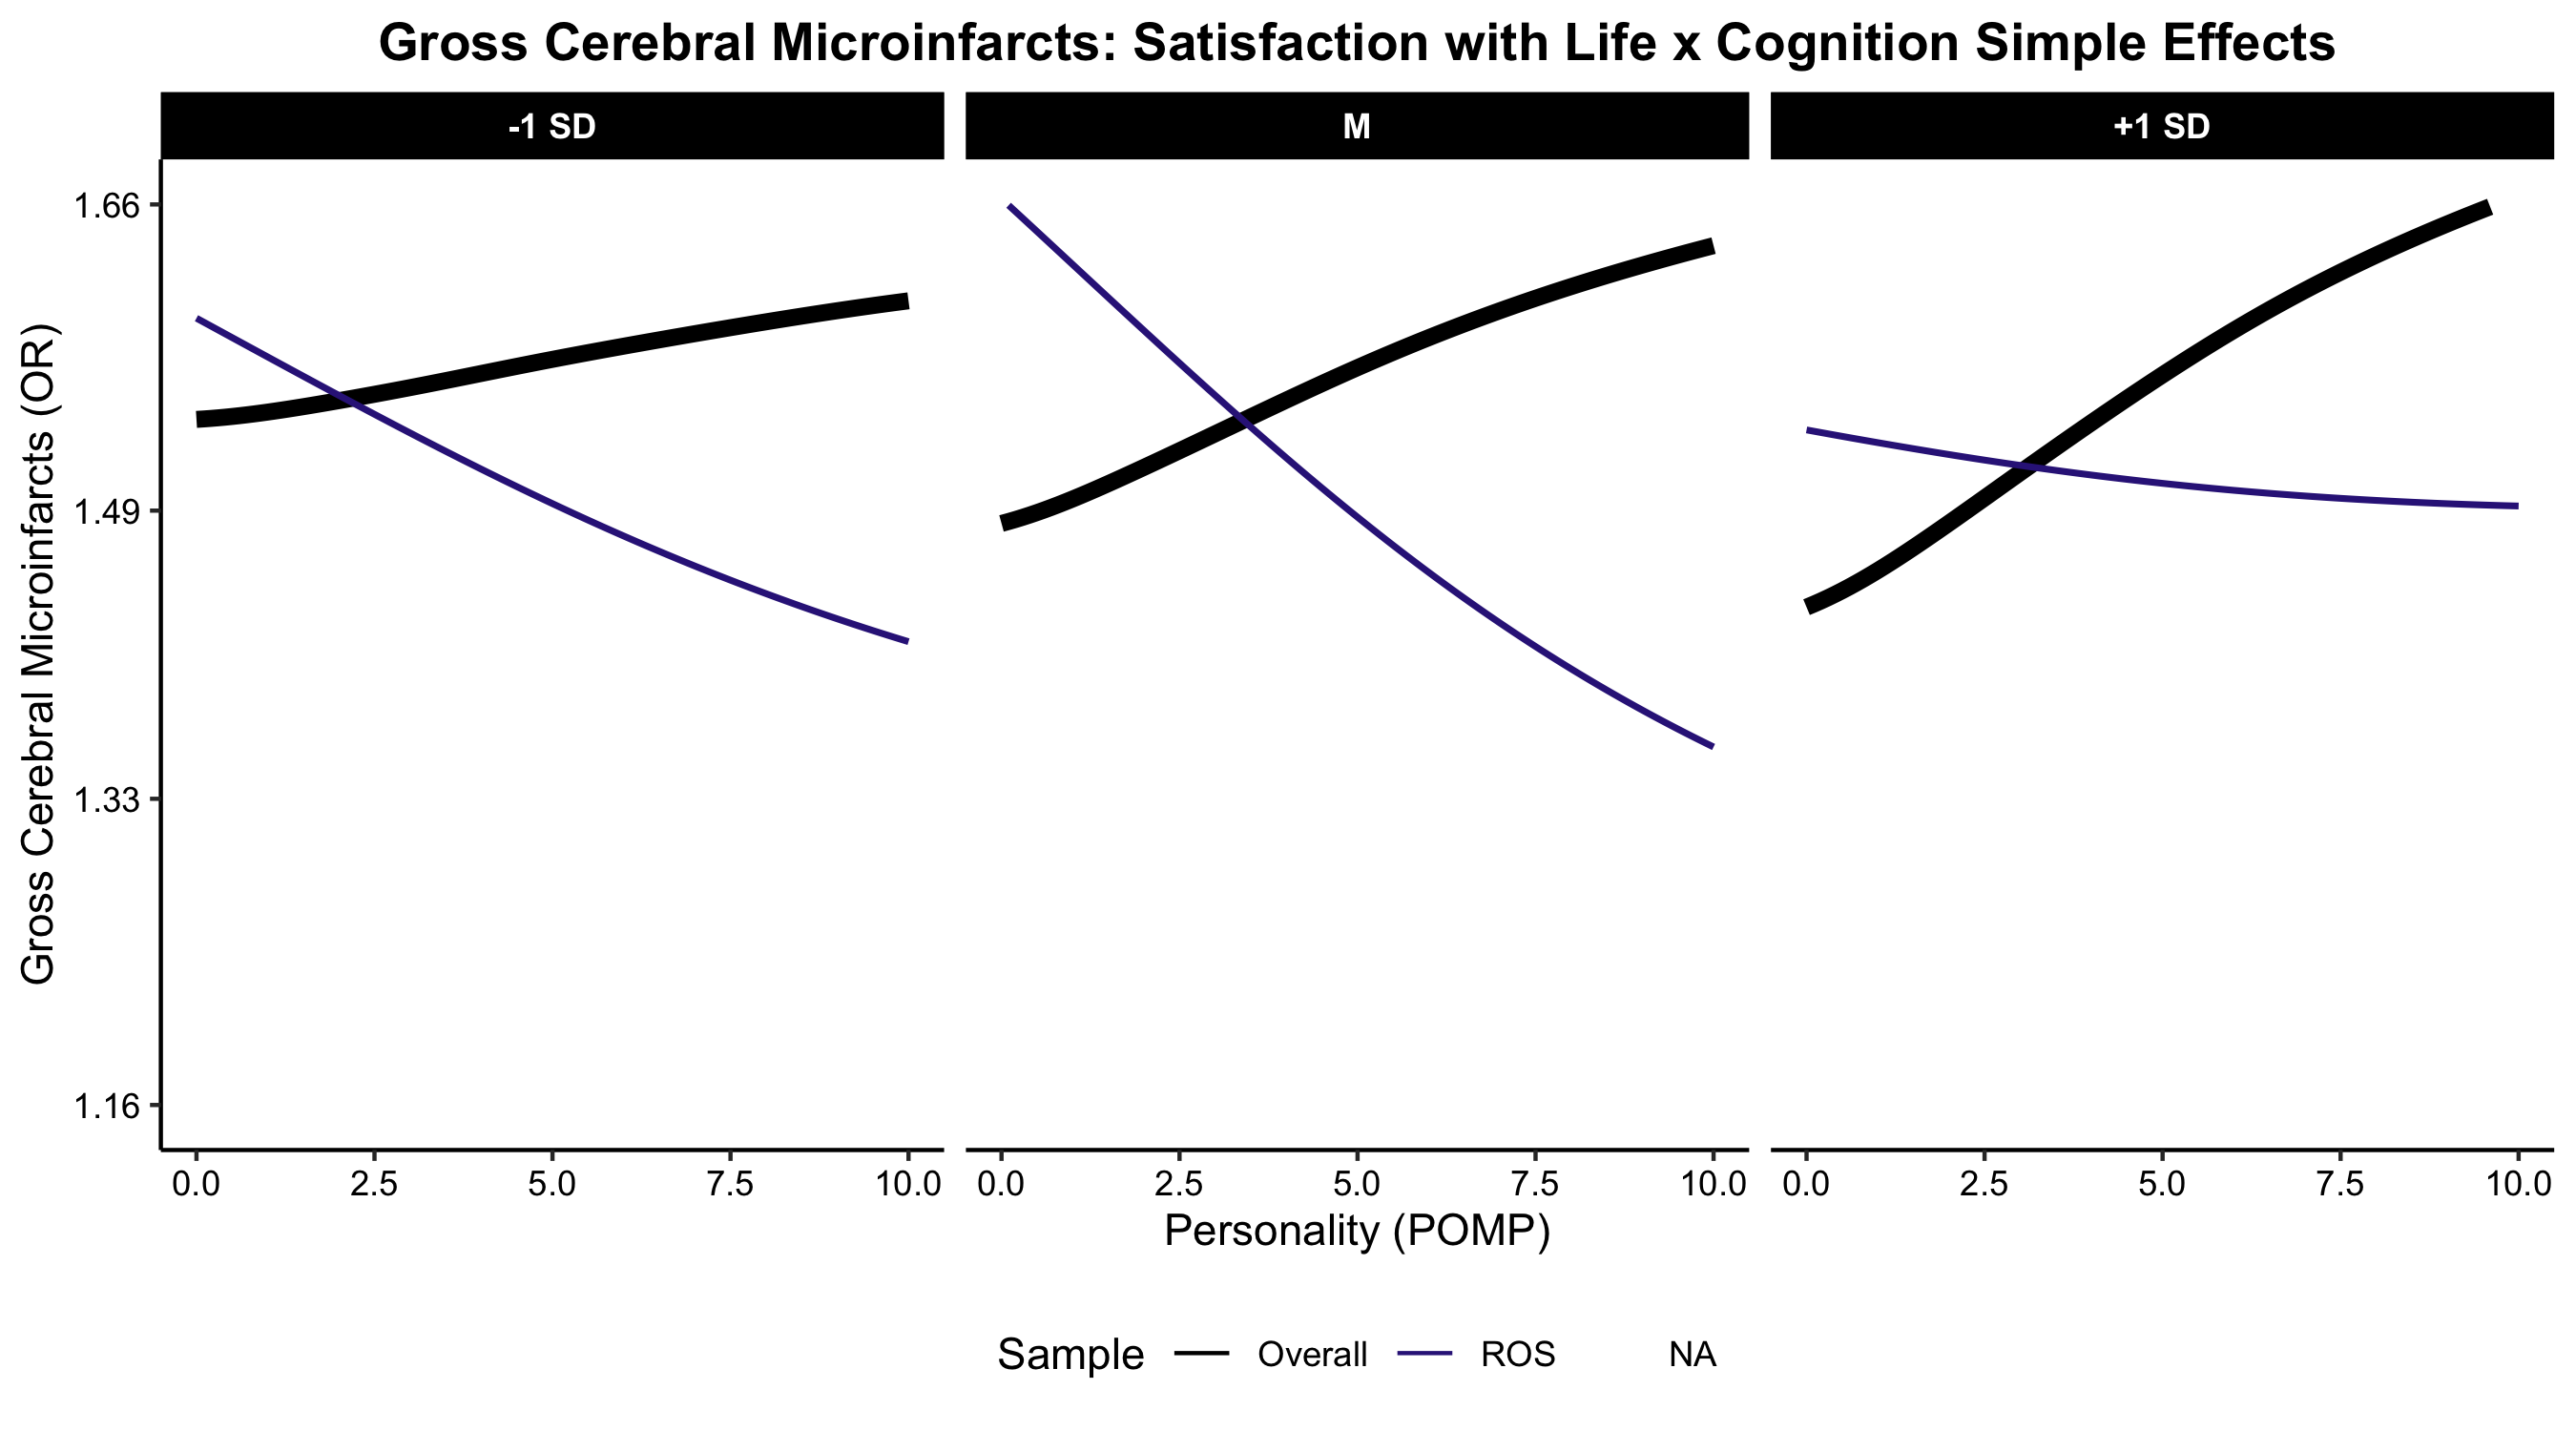 Gross Cerebral Microinfarcts: Satisfaction with Life x Cognition Simple Effects
-1 SD
M
+1 SD
Gross Cerebral Microinfarcts (OR)
1.66
1.49
1.33
1.16
0.0 2.5 5.0 7.5 10.0
0.0 2.5 5.0 7.5 10.0
0.0 2.5 5.0 7.5 10.0
Personality (POMP)
Sample Overall ROS NA